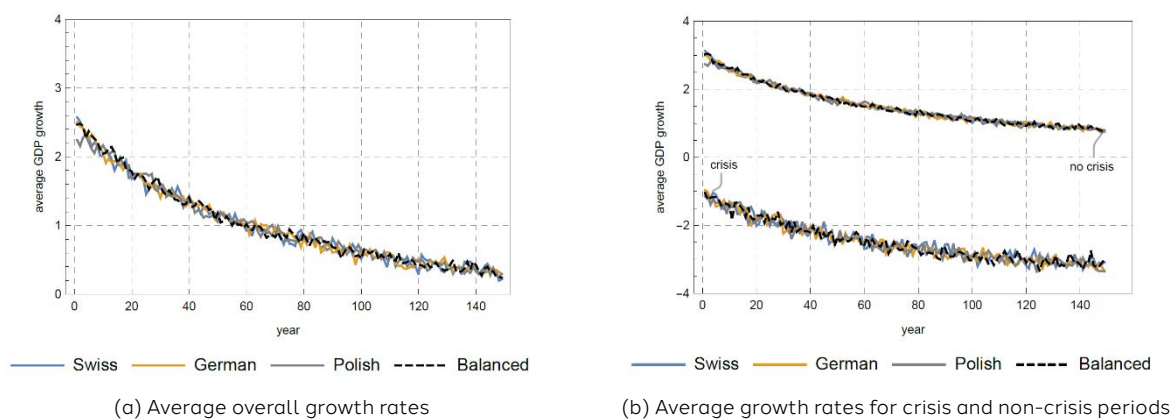 4
3
2
1
0
average GDP growth
0 20 40 60 80 100 120 140
year
Swiss German Polish Balanced
(a) Average overall growth rates
4
2
0
−2
−4
average GDP growth
crisis
no crisis
0 20 40 60 80 100 120 140
year
Swiss German Polish Balanced
(b) Average growth rates for crisis and non-crisis periods